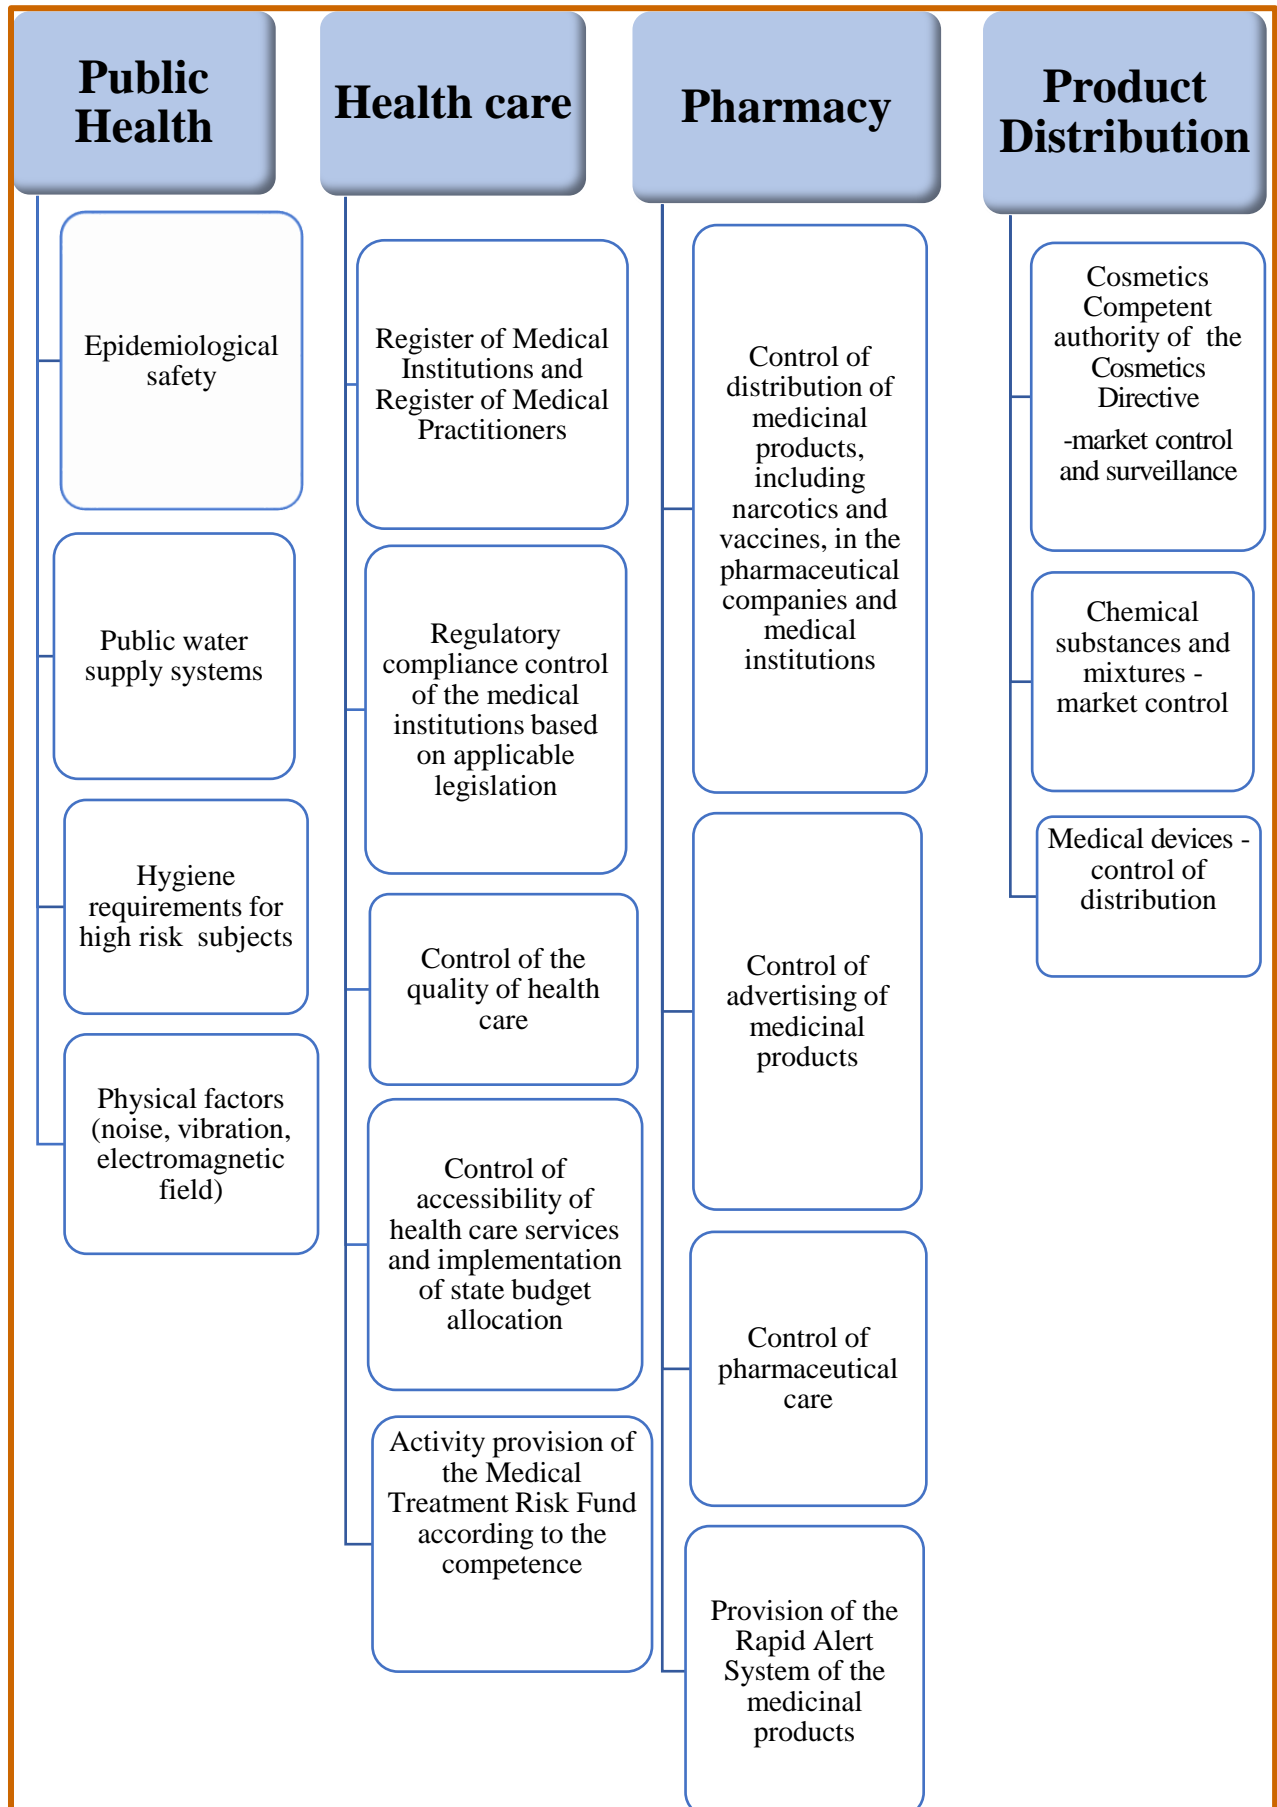 Public
Health
Epidemiological
safety
Public water
supply systems
Hygiene
requirements for
high risk  subjects
Physical factors
(noise, vibration,
electromagnetic
field)
Health care
Register of Medical
Institutions and
Register of Medical
Practitioners
Regulatory
compliance control
of the medical
institutions based
on applicable
legislation
Control of the
quality of health
care
Control of
accessibility of
health care services
and implementation
of state budget
allocation
Activity provision of
the Medical
Treatment Risk Fund
according to the
competence
Pharmacy
Control of
distribution of
medicinal
products,
including
narcotics and
vaccines, in the
pharmaceutical
companies and
medical
institutions
Control of
advertising of
medicinal
products
Control of
pharmaceutical
care
Provision of the
Rapid Alert
System of the
medicinal
products
Product
Distribution
Cosmetics
Competent
authority of  the
Cosmetics
Directive
-market control
and surveillance
Chemical
substances and
mixtures -
market control
Medical devices -
control of
distribution